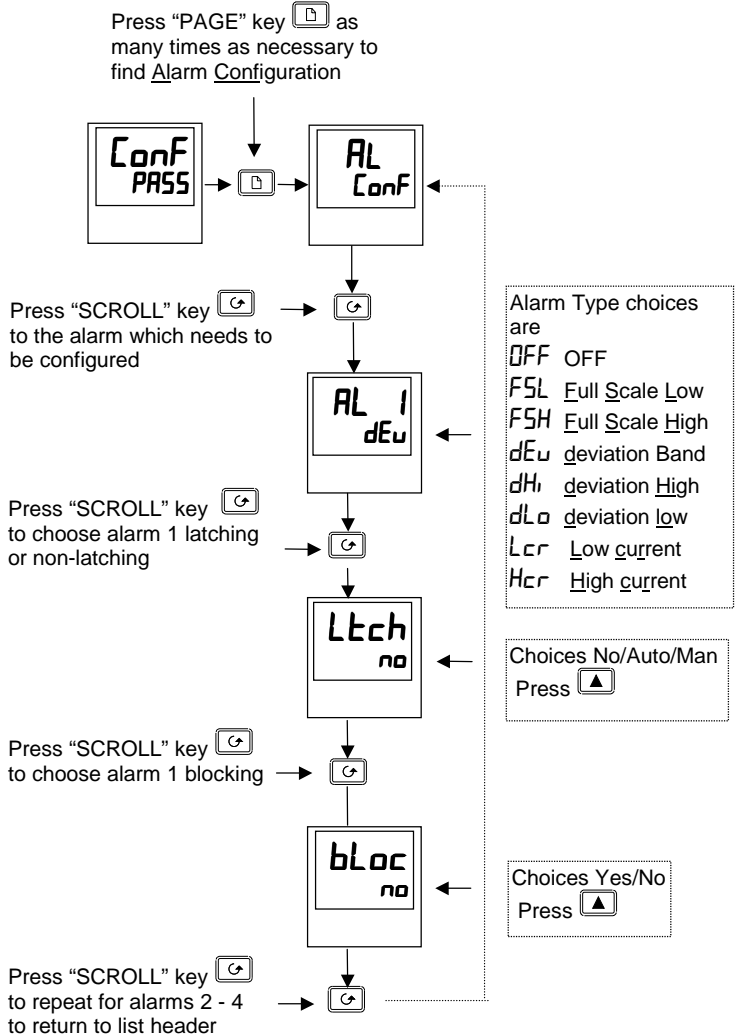 Press “PAGE” key as
many times as necessary to
find Alarm Configuration
ConF
PASS
AL
ConF
Press “SCROLL” key
to the alarm which needs to
be configured
AL 1
dEv
Alarm Type choices
are
OFF OFF
FSL Full Scale Low
FSH Full Scale High
dEv deviation Band
dHi deviation High
dLo deviation low
Lcr Low current
Hcr High current
Press “SCROLL” key
to choose alarm 1 latching
or non-latching
Ltch
no
Choices No/Auto/Man
Press
Press “SCROLL” key
to choose alarm 1 blocking
bLoc
no
Choices Yes/No
Press
Press “SCROLL” key
to repeat for alarms 2 - 4
to return to list header